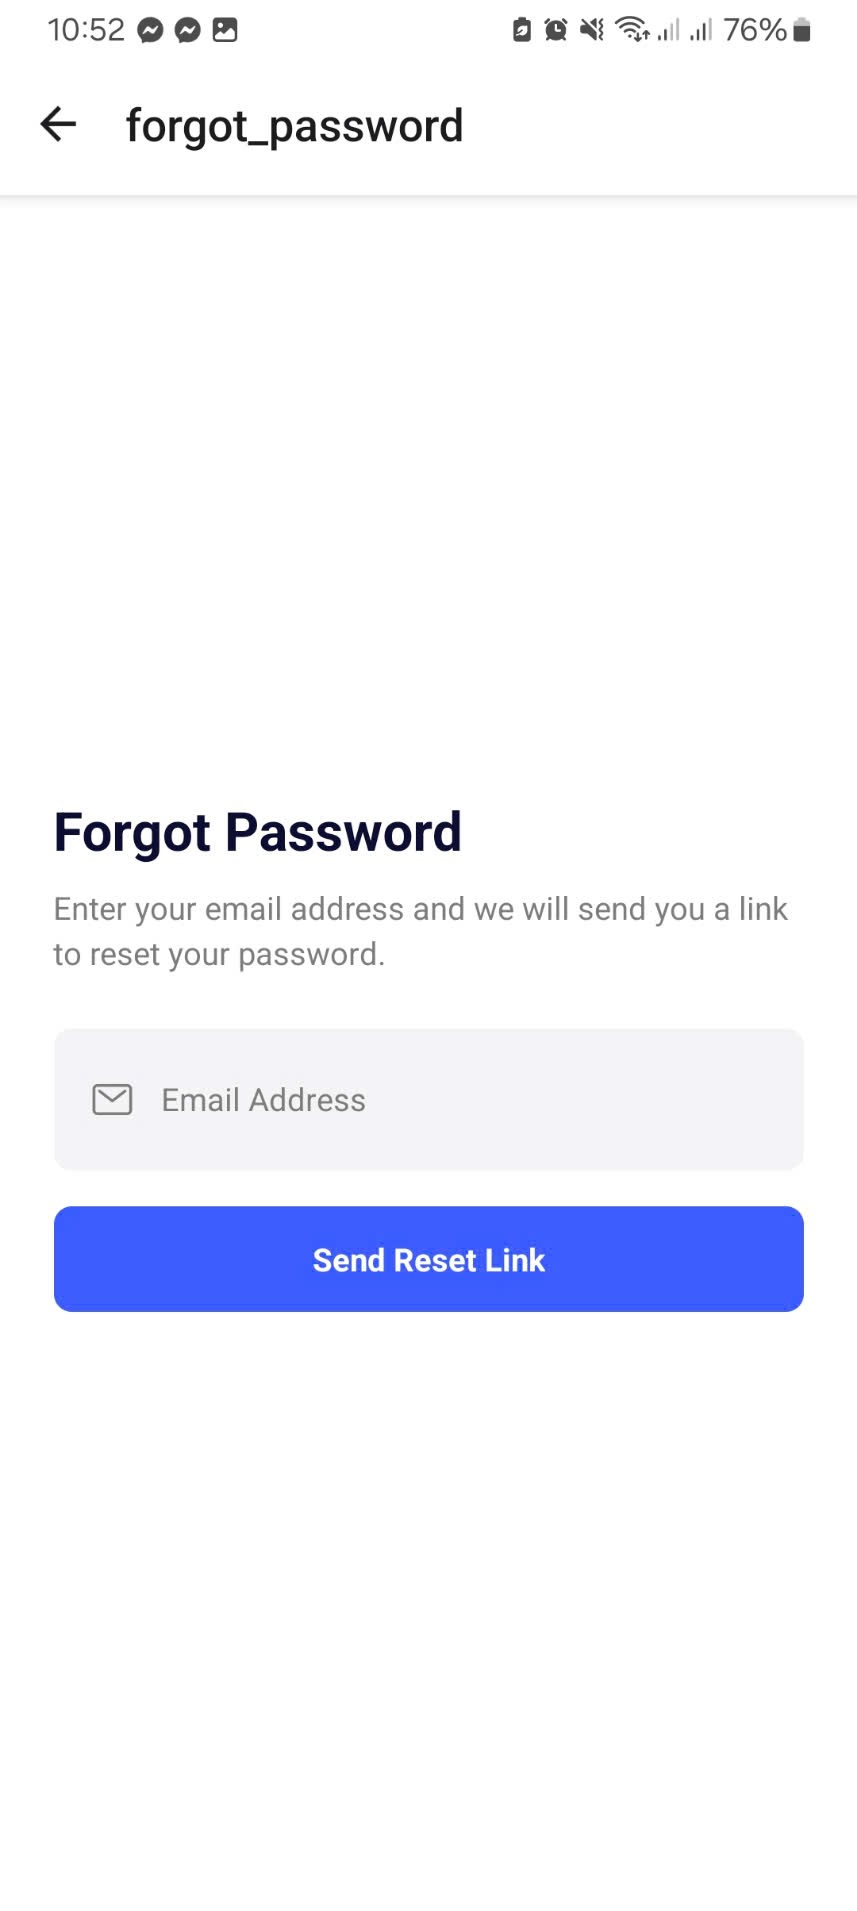 10:52
76%
forgot_password
Forgot Password
Enter your email address and we will send you a link
to reset your password.
Email Address
Send Reset Link